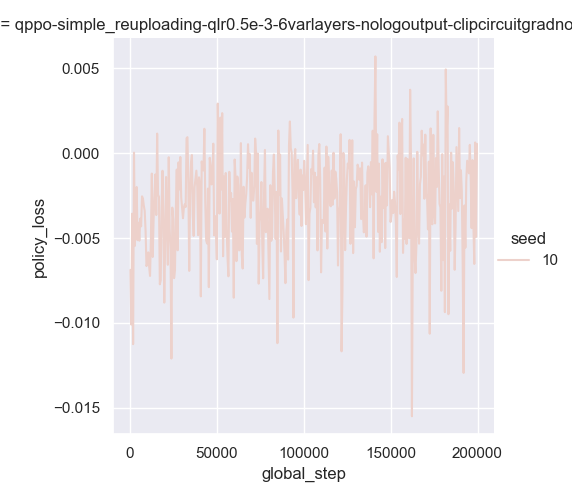 = qppo-simple_reuploading-qlr0.5e-3-6varlayers-nologoutput-clipcircuitgradno
0.005
0.000
−0.005
−0.010
−0.015
policy_loss
0
50000
100000
150000
200000
global_step
seed
10